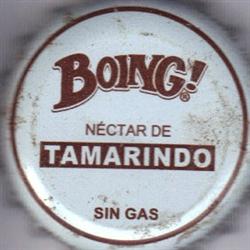 BOING!®
NÉCTAR DE
TAMARINDO
SIN GAS